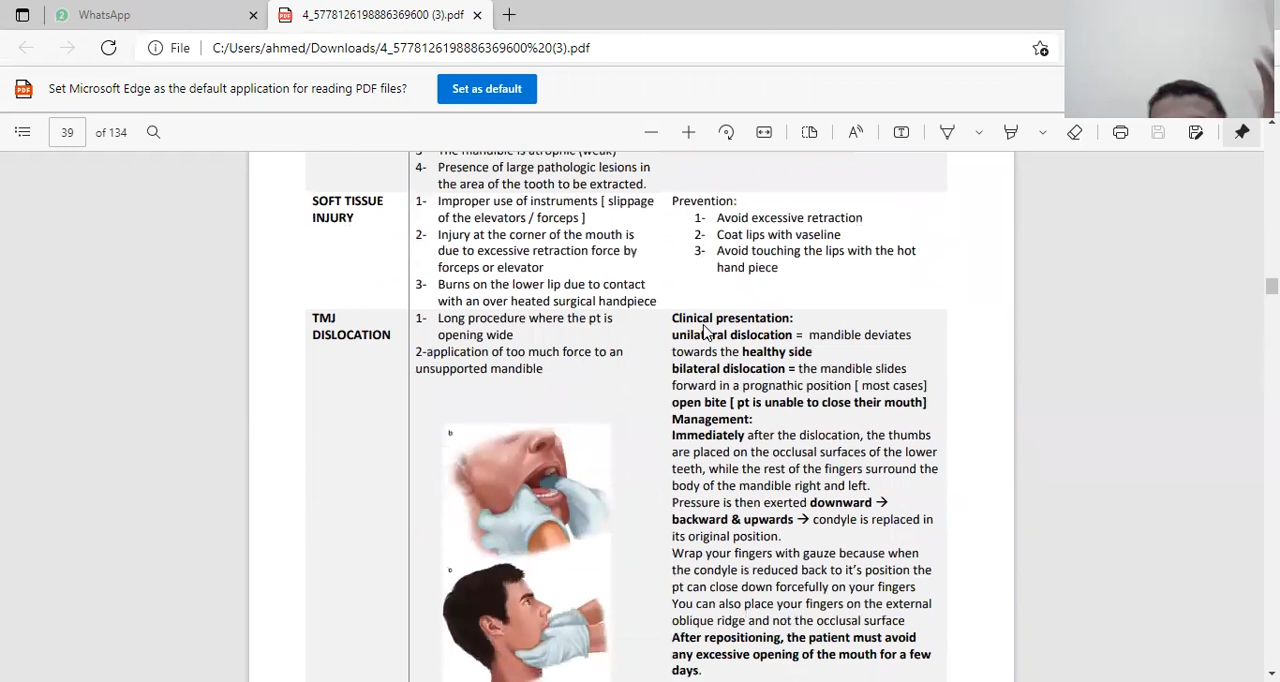 WhatsApp
4_5778126198886369600 (3).pdf
File C:/Users/ahmed/Downloads/4_5778126198886369600%20(3).pdf
Set Microsoft Edge as the default application for reading PDF files? Set as default
39 of 134
3- The mandible is atrophic (weak)
4- Presence of large pathologic lesions in
the area of the tooth to be extracted.
SOFT TISSUE
INJURY
1- Improper use of instruments [ slippage
of the elevators / forceps ]
2- Injury at the corner of the mouth is
due to excessive retraction force by
forceps or elevator
3- Burns on the lower lip due to contact
with an over heated surgical handpiece
Prevention:
1- Avoid excessive retraction
2- Coat lips with vaseline
3- Avoid touching the lips with the hot
hand piece
TMJ
DISLOCATION
1- Long procedure where the pt is
opening wide
2-application of too much force to an
unsupported mandible
b
c
Clinical presentation:
unilateral dislocation = mandible deviates
towards the healthy side
bilateral dislocation = the mandible slides
forward in a prognathic position [ most cases]
open bite [ pt is unable to close their mouth]
Management:
Immediately after the dislocation, the thumbs
are placed on the occlusal surfaces of the lower
teeth, while the rest of the fingers surround the
body of the mandible right and left.
Pressure is then exerted downward →
backward & upwards → condyle is replaced in
its original position.
Wrap your fingers with gauze because when
the condyle is reduced back to it's position the
pt can close down forcefully on your fingers
You can also place your fingers on the external
oblique ridge and not the occlusal surface
After repositioning, the patient must avoid
any excessive opening of the mouth for a few
days.